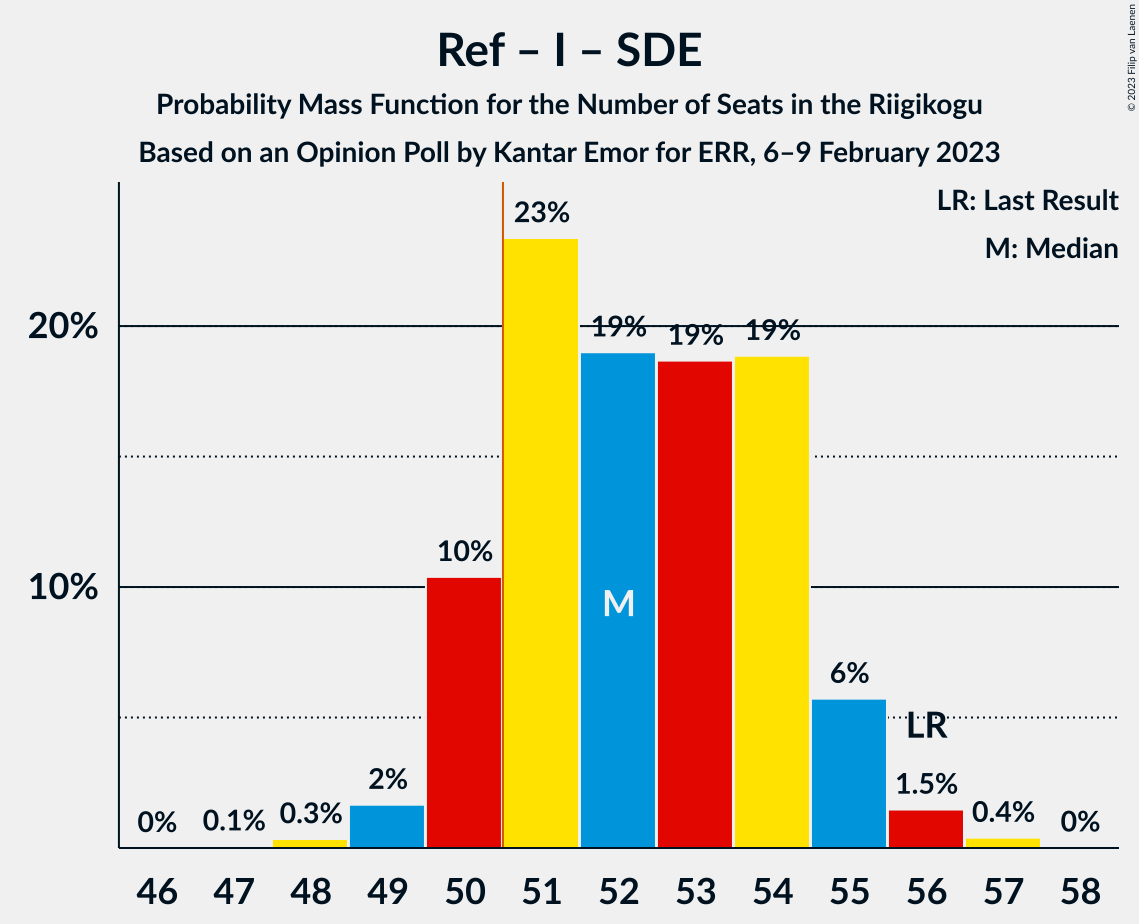 Ref – I – SDE
Probability Mass Function for the Number of Seats in the Riigikogu
Based on an Opinion Poll by Kantar Emor for ERR, 6–9 February 2023
© 2023 Filip van Laenen
LR: Last Result
M: Median
20%
10%
0%
0.1%
0.3%
2%
10%
23%
19%
19%
19%
6%
1.5%
0.4%
0%
M
LR
46 47 48 49 50 51 52 53 54 55 56 57 58